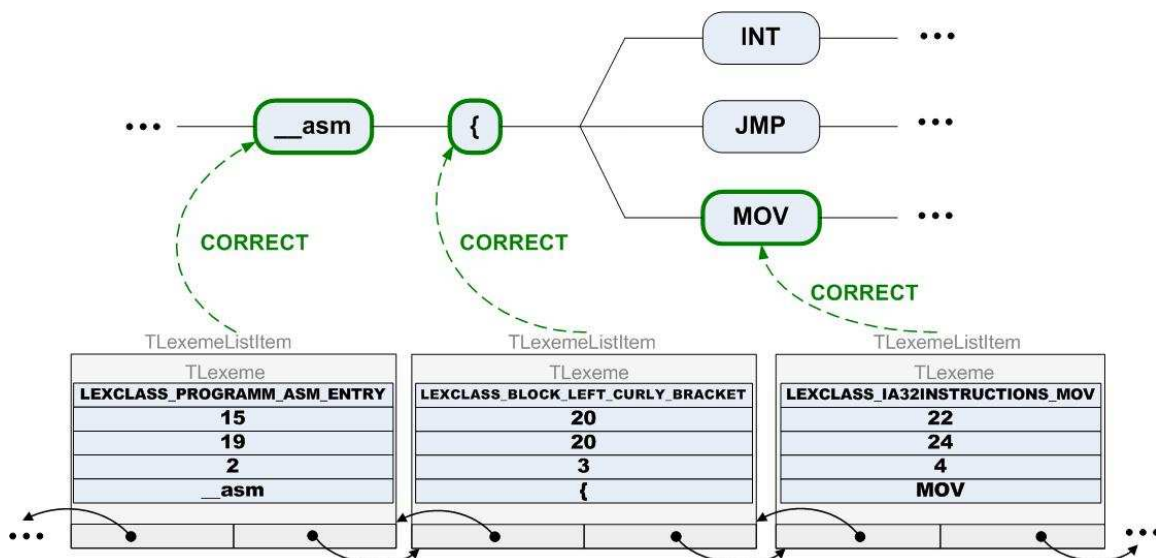 INT
•••
••• __asm { JMP •••
MOV •••
CORRECT CORRECT CORRECT
TLexemeListItem TLexemeListItem TLexemeListItem
TLexeme TLexeme TLexeme
LEXCLASS_PROGRAMM_ASM_ENTRY LEXCLASS_BLOCK_LEFT_CURLY_BRACKET LEXCLASS_IA32INSTRUCTIONS_MOV
15 20 22
19 20 24
2 3 4
__asm { MOV
••• •••